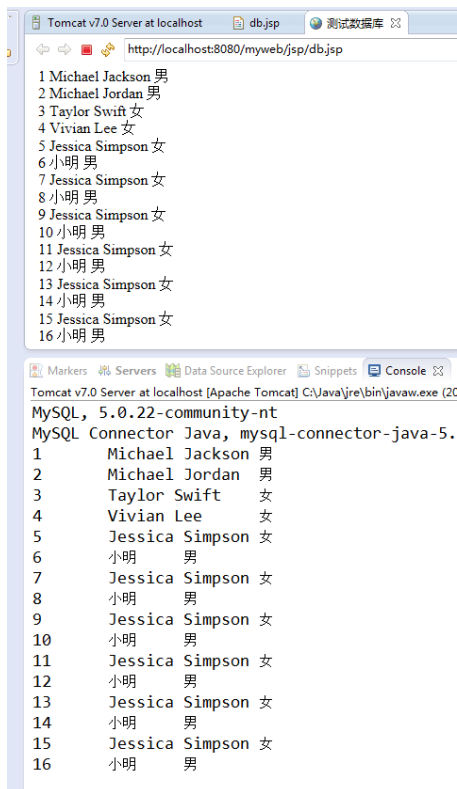 Tomcat v7.0 Server at localhost db.jsp 测试数据库
http://localhost:8080/myweb/jsp/db.jsp
1 Michael Jackson 男
2 Michael Jordan 男
3 Taylor Swift 女
4 Vivian Lee 女
5 Jessica Simpson 女
6 小明 男
7 Jessica Simpson 女
8 小明 男
9 Jessica Simpson 女
10 小明 男
11 Jessica Simpson 女
12 小明 男
13 Jessica Simpson 女
14 小明 男
15 Jessica Simpson 女
16 小明 男
Markers Servers Data Source Explorer Snippets Console
Tomcat v7.0 Server at localhost [Apache Tomcat] C:\Java\jre\bin\javaw.exe (20
MySQL, 5.0.22-community-nt
MySQL Connector Java, mysql-connector-java-5.
1 Michael Jackson 男
2 Michael Jordan 男
3 Taylor Swift 女
4 Vivian Lee 女
5 Jessica Simpson 女
6 小明 男
7 Jessica Simpson 女
8 小明 男
9 Jessica Simpson 女
10 小明 男
11 Jessica Simpson 女
12 小明 男
13 Jessica Simpson 女
14 小明 男
15 Jessica Simpson 女
16 小明 男